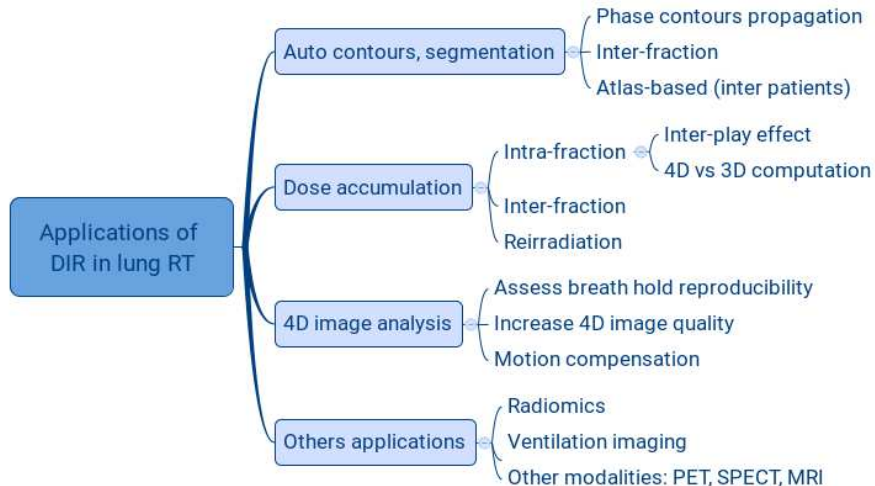 Applications of
DIR in lung RT
Auto contours, segmentation
Phase contours propagation
Inter-fraction
Atlas-based (inter patients)
Dose accumulation
Intra-fraction
Inter-play effect
4D vs 3D computation
Inter-fraction
Reirradiation
4D image analysis
Assess breath hold reproducibility
Increase 4D image quality
Motion compensation
Others applications
Radiomics
Ventilation imaging
Other modalities: PET, SPECT, MRI